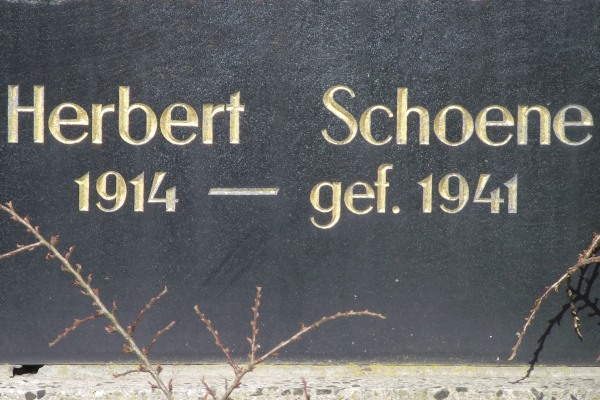 Herbert Schoene
1914 — gef. 1941